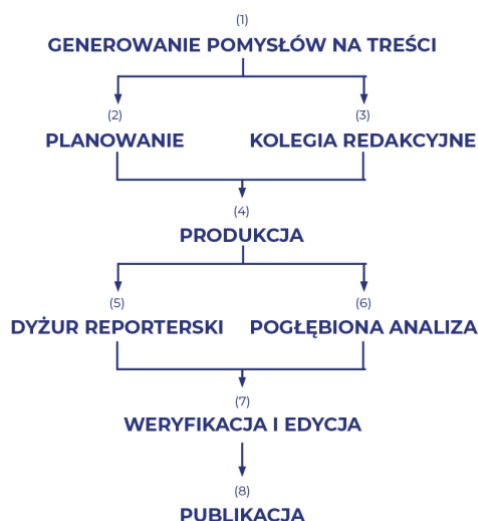 (1)
GENEROWANIE POMYSŁÓW NA TREŚCI
(2)
PLANOWANIE
(3)
KOLEGIA REDAKCYJNE
(4)
PRODUKCJA
(5)
DYŻUR REPORTERSKI
(6)
POGŁĘBIONA ANALIZA
(7)
WERYFIKACJA I EDYCJA
(8)
PUBLIKACJA